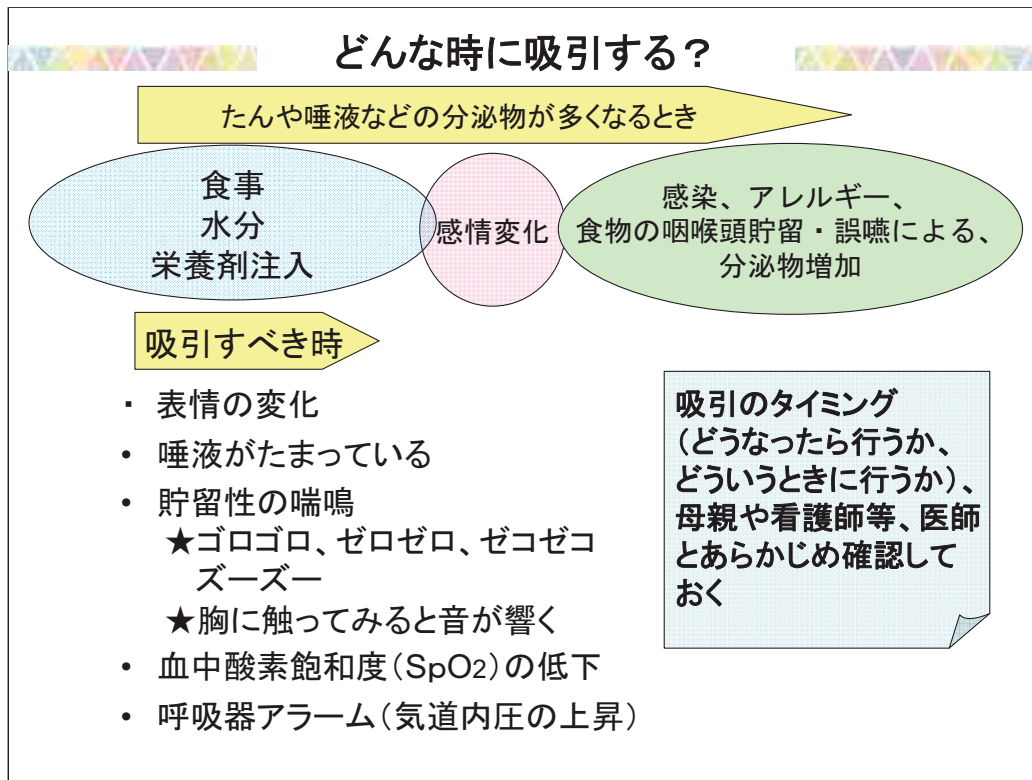 どんな時に吸引する？
たんや唾液などの分泌物が多くなるとき
食事
水分
栄養剤注入
感情変化
感染、アレルギー、
食物の咽喉頭貯留・誤嚥による、
分泌物増加
吸引すべき時
・ 表情の変化
• 唾液がたまっている
• 貯留性の喘鳴
★ゴロゴロ、ゼロゼロ、ゼコゼコ
ズーズー
★胸に触ってみると音が響く
• 血中酸素飽和度（SpO2）の低下
• 呼吸器アラーム（気道内圧の上昇）
吸引のタイミング
（どうなったら行うか、
どういうときに行うか）、
母親や看護師等、医師
とあらかじめ確認して
おく